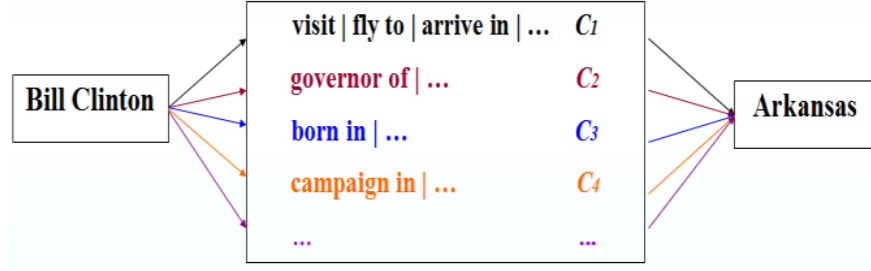 visit | fly to | arrive in | ... C1
Bill Clinton
governor of | ... C2
Arkansas
born in | ... C3
campaign in | ... C4
... ...